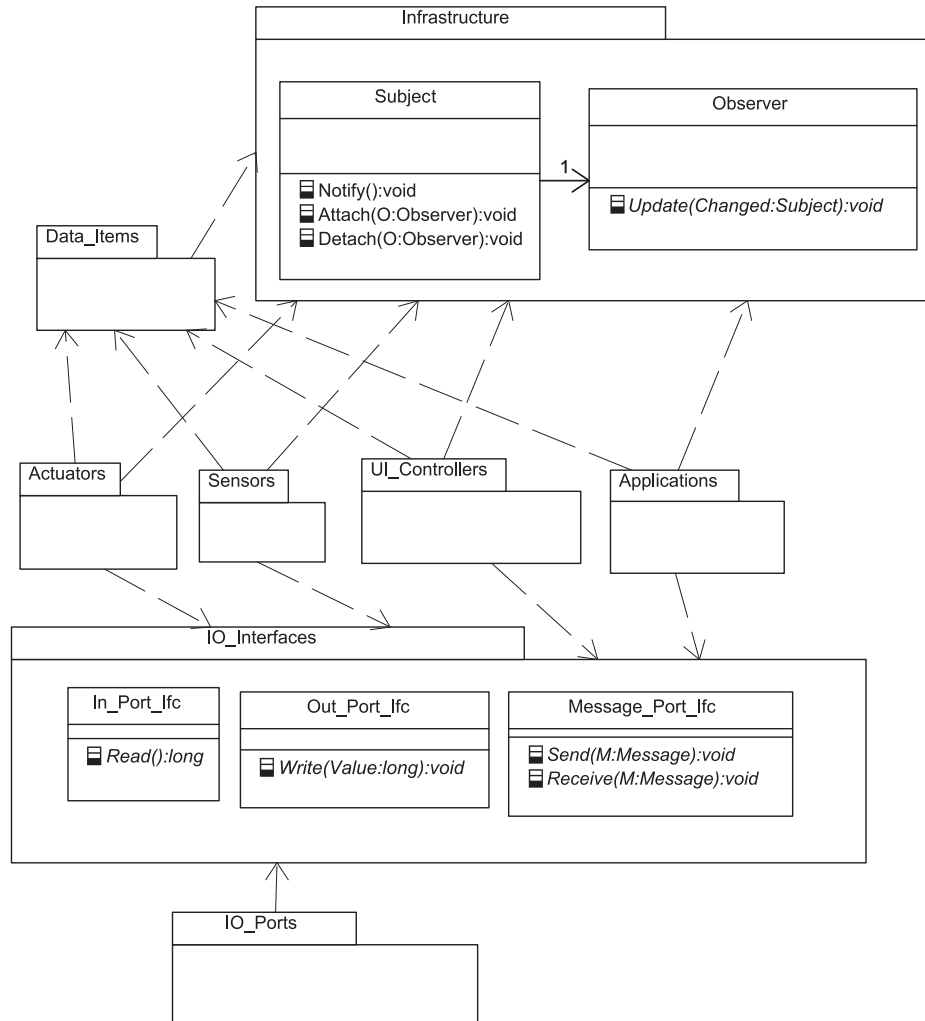 Infrastructure
Subject
Observer
1
Notify():void
Attach(O:Observer):void
Detach(O:Observer):void
Update(Changed:Subject):void
Data_Items
Actuators
Sensors
UI_Controllers
Applications
IO_Interfaces
In_Port_Ifc
Out_Port_Ifc
Message_Port_Ifc
Read():long
Write(Value:long):void
Send(M:Message):void
Receive(M:Message):void
IO_Ports